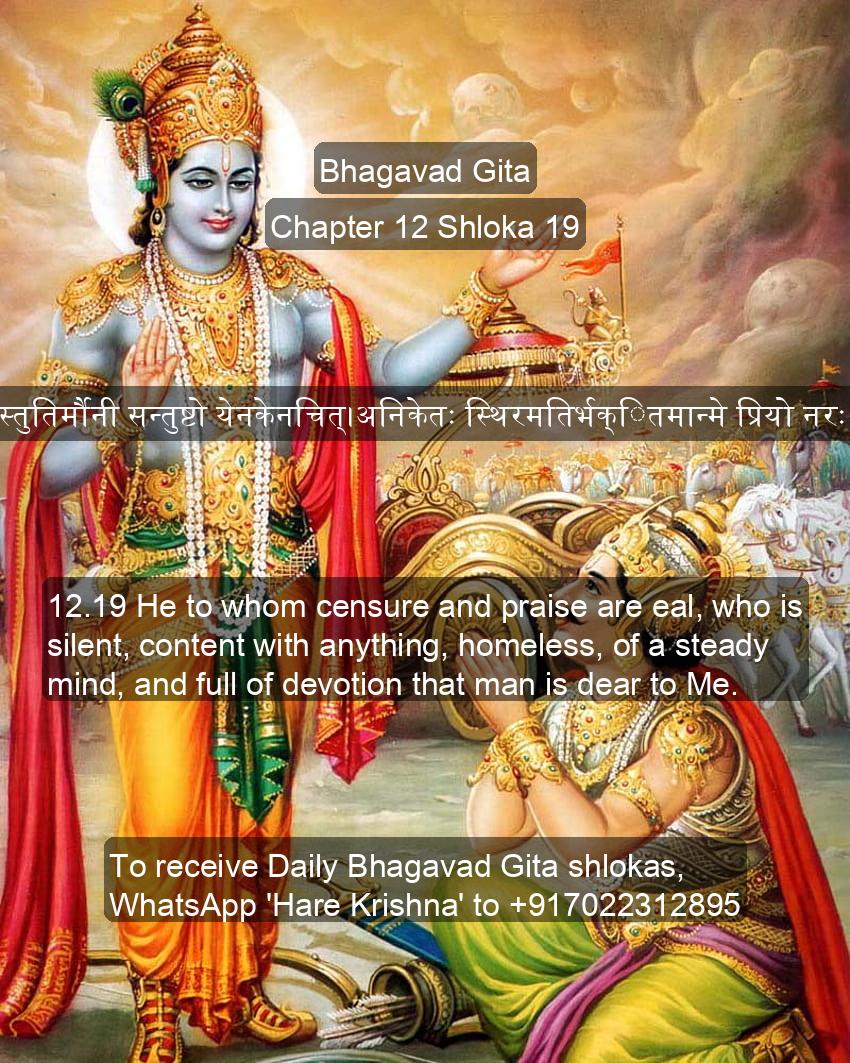 Bhagavad Gita
Chapter 12 Shloka 19
स्तुतिर्मौनी सन्तुष्टो येनकेनचित्।अनिकेतः स्थिरमतिर्भक्ितमान्मे प्रियो नरः
12.19 He to whom censure and praise are eal, who is
silent, content with anything, homeless, of a steady
mind, and full of devotion that man is dear to Me.
To receive Daily Bhagavad Gita shlokas,
WhatsApp 'Hare Krishna' to +917022312895